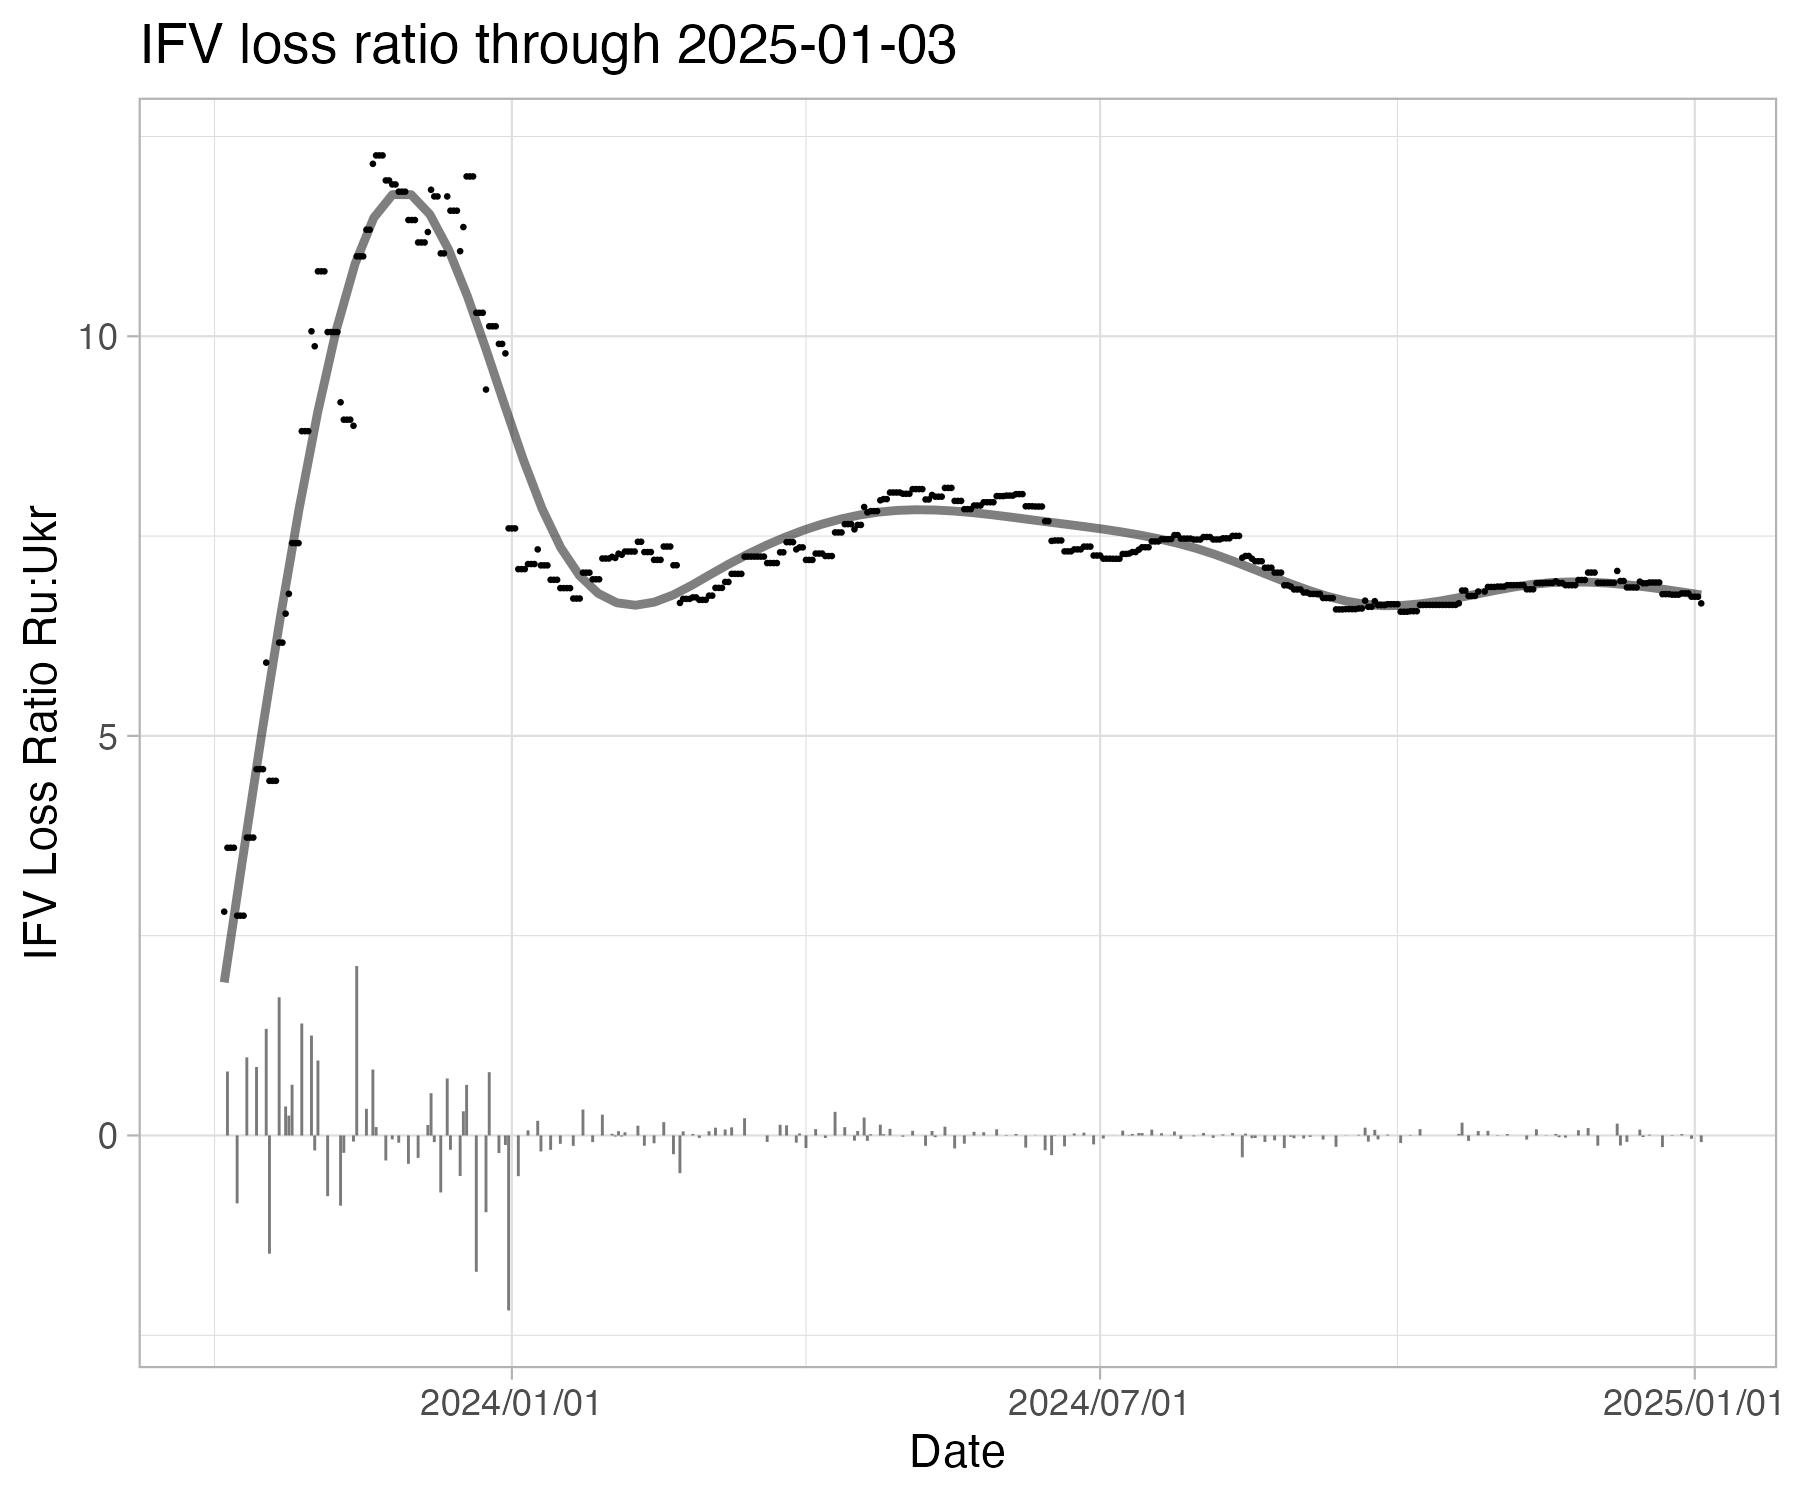 IFV loss ratio through 2025-01-03
IFV Loss Ratio Ru:Ukr
10
5
0
2024/01/01
2024/07/01
2025/01/01
Date